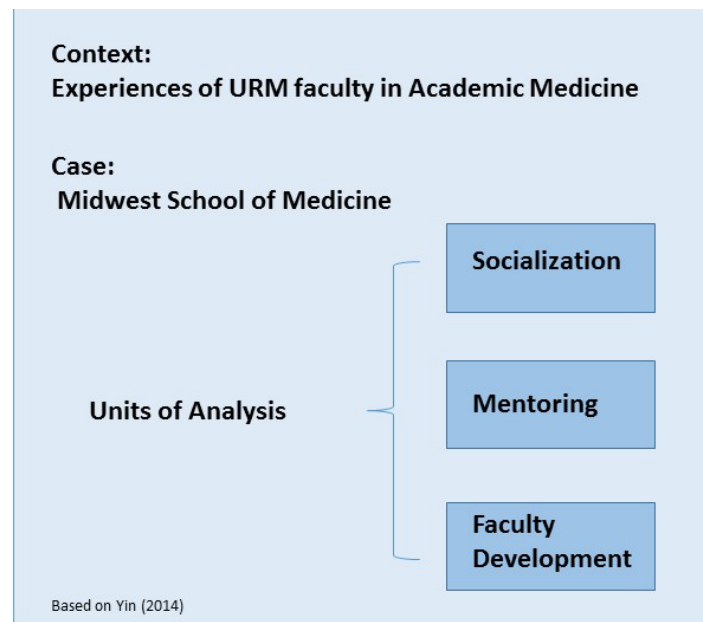 Context:
Experiences of URM faculty in Academic Medicine
Case:
Midwest School of Medicine
Socialization
Units of Analysis
Mentoring
Faculty
Development
Based on Yin (2014)